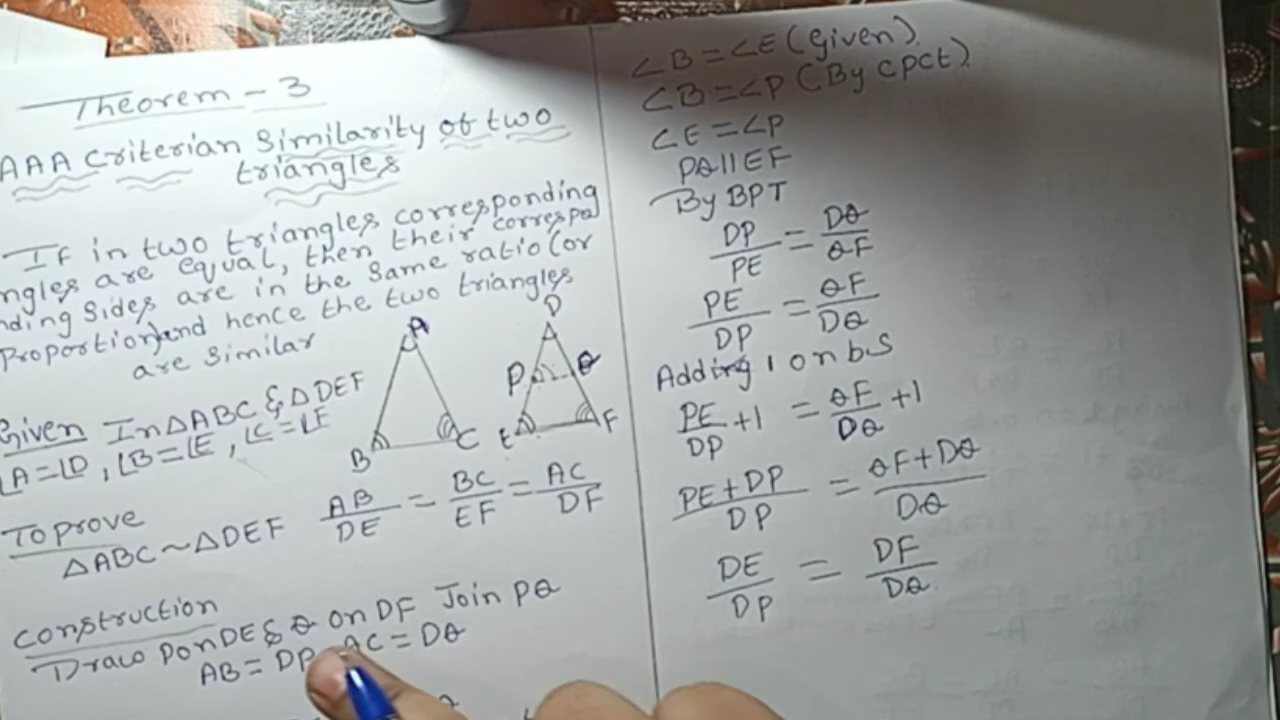 Theorem - 3
AAA Criterian Similarity of two
triangles
If in two triangles corresponding
ngles are equal, then their correspo
nding Sides are in the same ratio (or
Proportion) and hence the two triangles
are similar
Given In △ABC & △DEF
∠A=∠D, ∠B=∠E, ∠C=∠F
To prove
△ABC ~ △DEF AB/DE = BC/EF = AC/DF
Construction
Draw P on DE & Q on DF Join PQ
AB = DP AC = DQ
A
B
C
D
P
Q
E
F
∠B = ∠E (Given)
∠B = ∠P (By CPCT)
∠E = ∠P
PQ || EF
By BPT
DP/PE = DQ/QF
PE/DP = QF/DQ
Adding 1 on b.s
PE/DP + 1 = QF/DQ + 1
PE + DP/DP = QF + DQ/DQ
DE/DP = DF/DQ